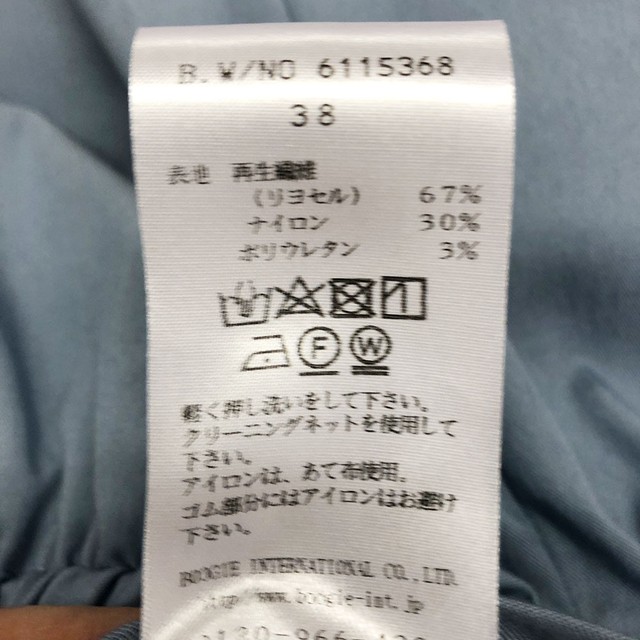 B.W/NO 6115368
38
表地 再生繊維
(リヨセル) 67%
ナイロン 30%
ポリウレタン 3%
F W
軽く押し洗いをして下さい。
クリーニングネットを使用して
下さい。
アイロンは、あて布使用。
ゴム部分にはアイロンはお避け
下さい。
BOOGIE INTERNATIONAL CO.,LTD.
http://www.boogie-int.jp